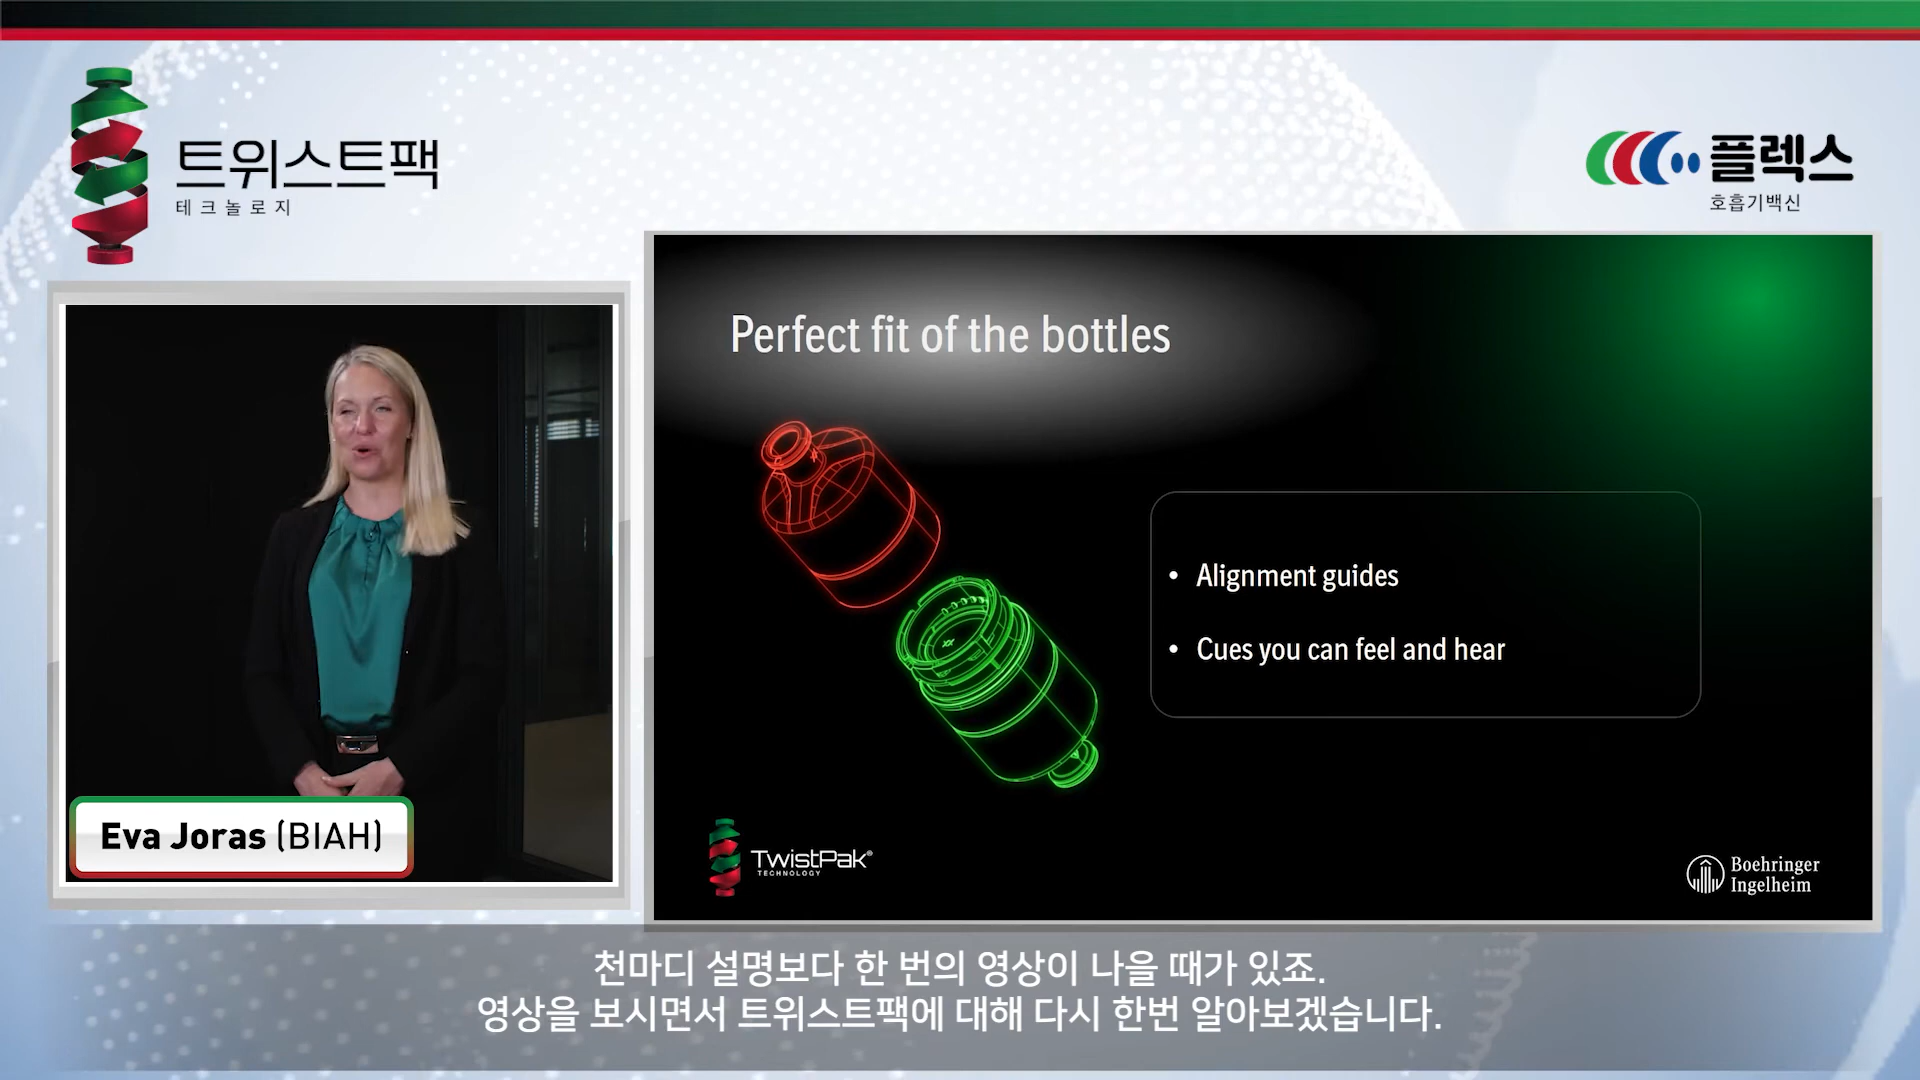 트위스트팩
테크놀로지
플렉스
호흡기백신
Perfect fit of the bottles
• Alignment guides
• Cues you can feel and hear
TwistPak®
TECHNOLOGY
Boehringer
Ingelheim
Eva Joras (BIAH)
천마디 설명보다 한 번의 영상이 나을 때가 있죠.
영상을 보시면서 트위스트팩에 대해 다시 한번 알아보겠습니다.